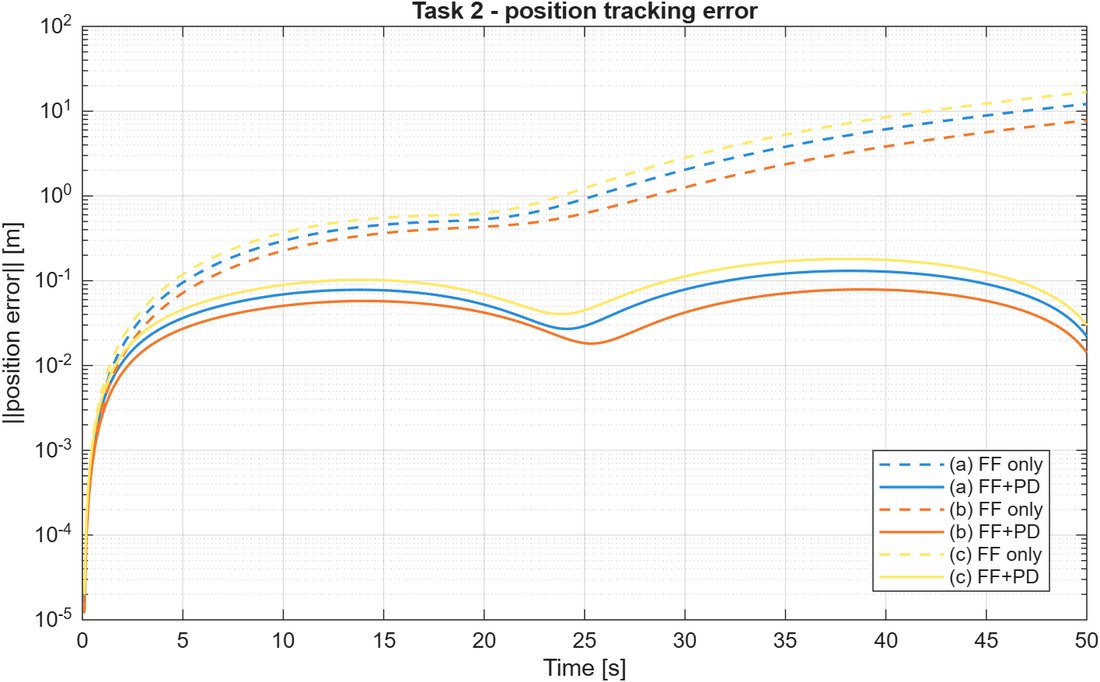 Task 2 - position tracking error
||position error|| [m]
10^2
10^1
10^0
10^-1
10^-2
10^-3
10^-4
10^-5
0 5 10 15 20 25 30 35 40 45 50
Time [s]
(a) FF only
(a) FF+PD
(b) FF only
(b) FF+PD
(c) FF only
(c) FF+PD